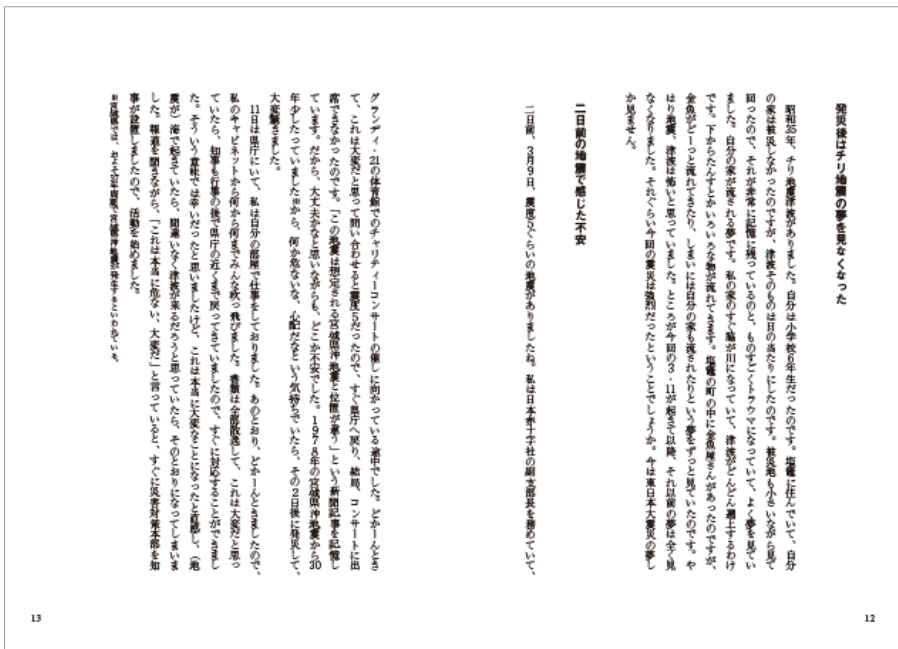 発災後はチリ地震の夢を見なくなった
昭和35年、チリ地震津波がありました。自分は小学校6年生だったのです。塩竈に住んでいて、自分
の家は被災しなかったのですが、津波そのものは目の当たりにしたのです。被災地も小さいながら見て
回ったので、それが非常に記憶に残っているのと、ものすごくトラウマになっていて、よく夢を見てい
ました。自分の家が流される夢です。私の家のすぐ脇が川になっていて、津波がどんどん遡上するわけ
です。下からたんすとかいろいろな物が流れてきます。塩竈の町の中に金魚屋さんがあったのですが、
金魚がどーっと流れてきたり、しまいには自分の家も流されたりという夢をずっと見ていたのです。や
はり地震、津波は怖いと思っていました。ところが今回の3・11が起きて以降、それ以前の夢は全く見
なくなりました。それぐらい今回の震災は強烈だったということでしょうか。今は東日本大震災の夢し
か見ません。
二日前の地震で感じた不安
二日前、3月9日、震度5ぐらいの地震がありましたね。私は日本赤十字社の副支部長を務めていて、
12
グランディ・21の体育館でのチャリティーコンサートの催しに向かっている途中でした。どかーんとき
て、これは大変だと思って問い合わせると震度5だったので、すぐ県庁へ戻り、結局、コンサートに出
席できなかったのです。「この地震は想定される宮城県沖地震と位置が違う」という新聞記事を記憶し
ています。だから、大丈夫かなと思いながらも、どこか不安でした。1978年の宮城県沖地震から30
年少したっていました※から、何か危ないな、心配だなという気持ちでいたら、その2日後に発災して、
大変驚きました。
11日は県庁にいて、私は自分の部屋で仕事をしておりました。あのとおり、どかーんときましたので、
私のキャビネットから何から何までみんな吹っ飛びました。書類は全部散逸して、これは大変だと思っ
ていたら、知事も行事の後で県庁の近くまで戻ってきていましたので、すぐに対応することができまし
た。そういう意味では幸いだったと思いましたけど、これは本当に大変なことになったと直感し、（地
震が）海で起きていたら、間違いなく津波が来るだろうと思っていたら、そのとおりになってしまいま
した。報道を聞きながら、「これは本当に危ない、大変だ」と言っていると、すぐに災害対策本部を知
事が設置しましたので、活動を始めました。
※宮城県では、およそ37年周期で宮城県沖地震が発生するといわれている。
13